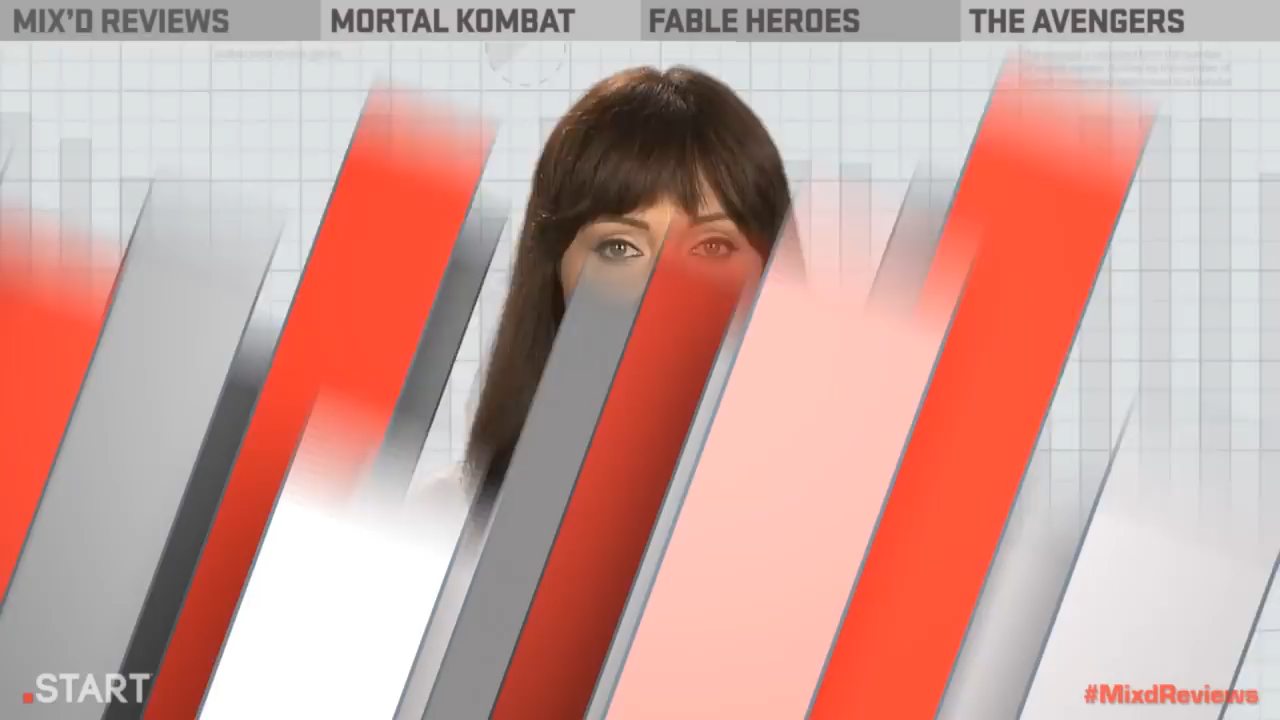 MIX'D REVIEWS
MORTAL KOMBAT
FABLE HEROES
THE AVENGERS
.START
#MixdReviews